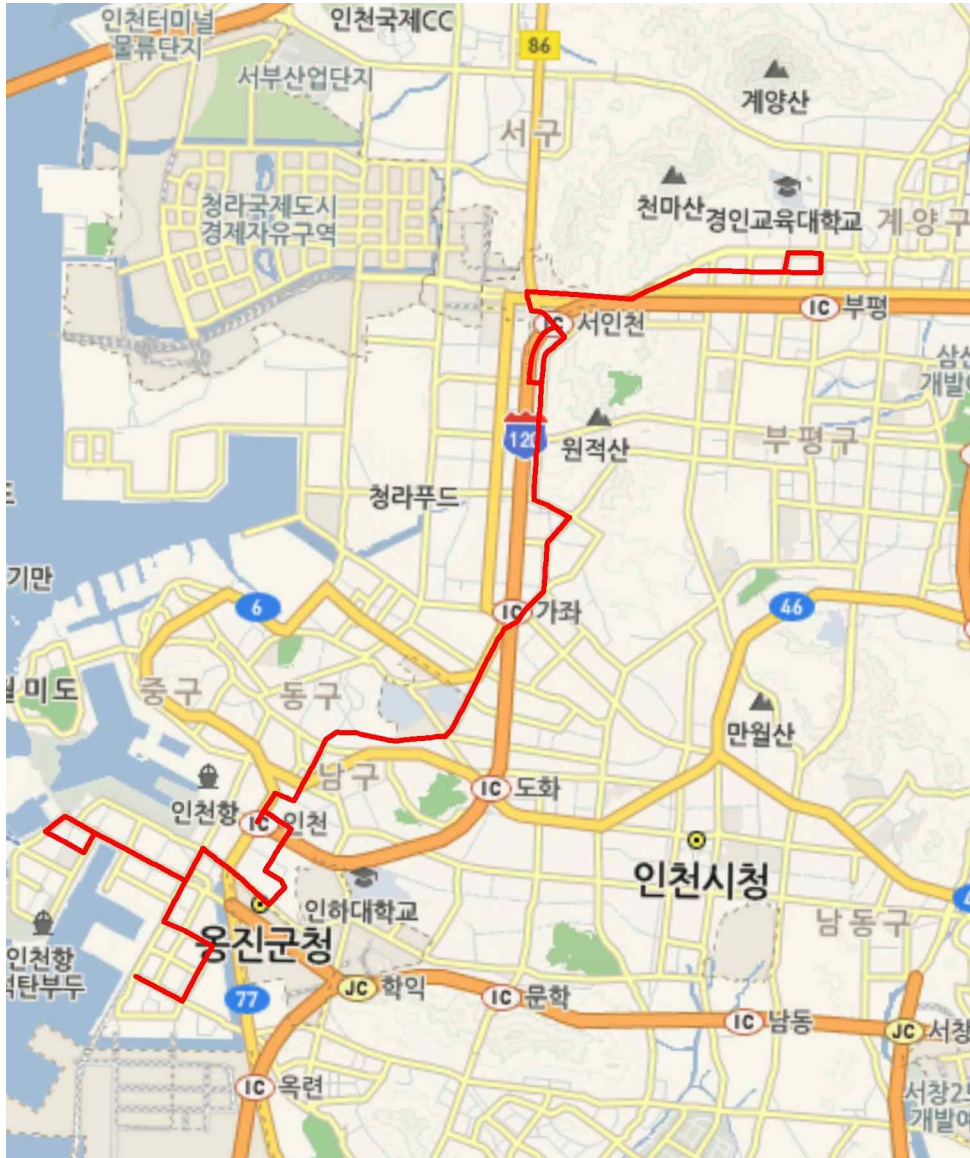 인천터미널
물류단지
인천국제CC
86
서부산업단지
계양산
서구
천마산
경인교육대학교
계양구
청라국제도시
경제자유구역
IC 부평
IC 서인천
개발예
120
원적산
부평구
청라푸드
기만
6
IC 가좌
46
미도
중구
동구
만월산
남구
IC 도화
인천항
IC 인천
인천시청
인하대학교
남동구
옹진군청
인천항
석탄부두
77
JC 학익
IC 문학
IC 남동
JC 서창
IC 옥련
서창2
개발예